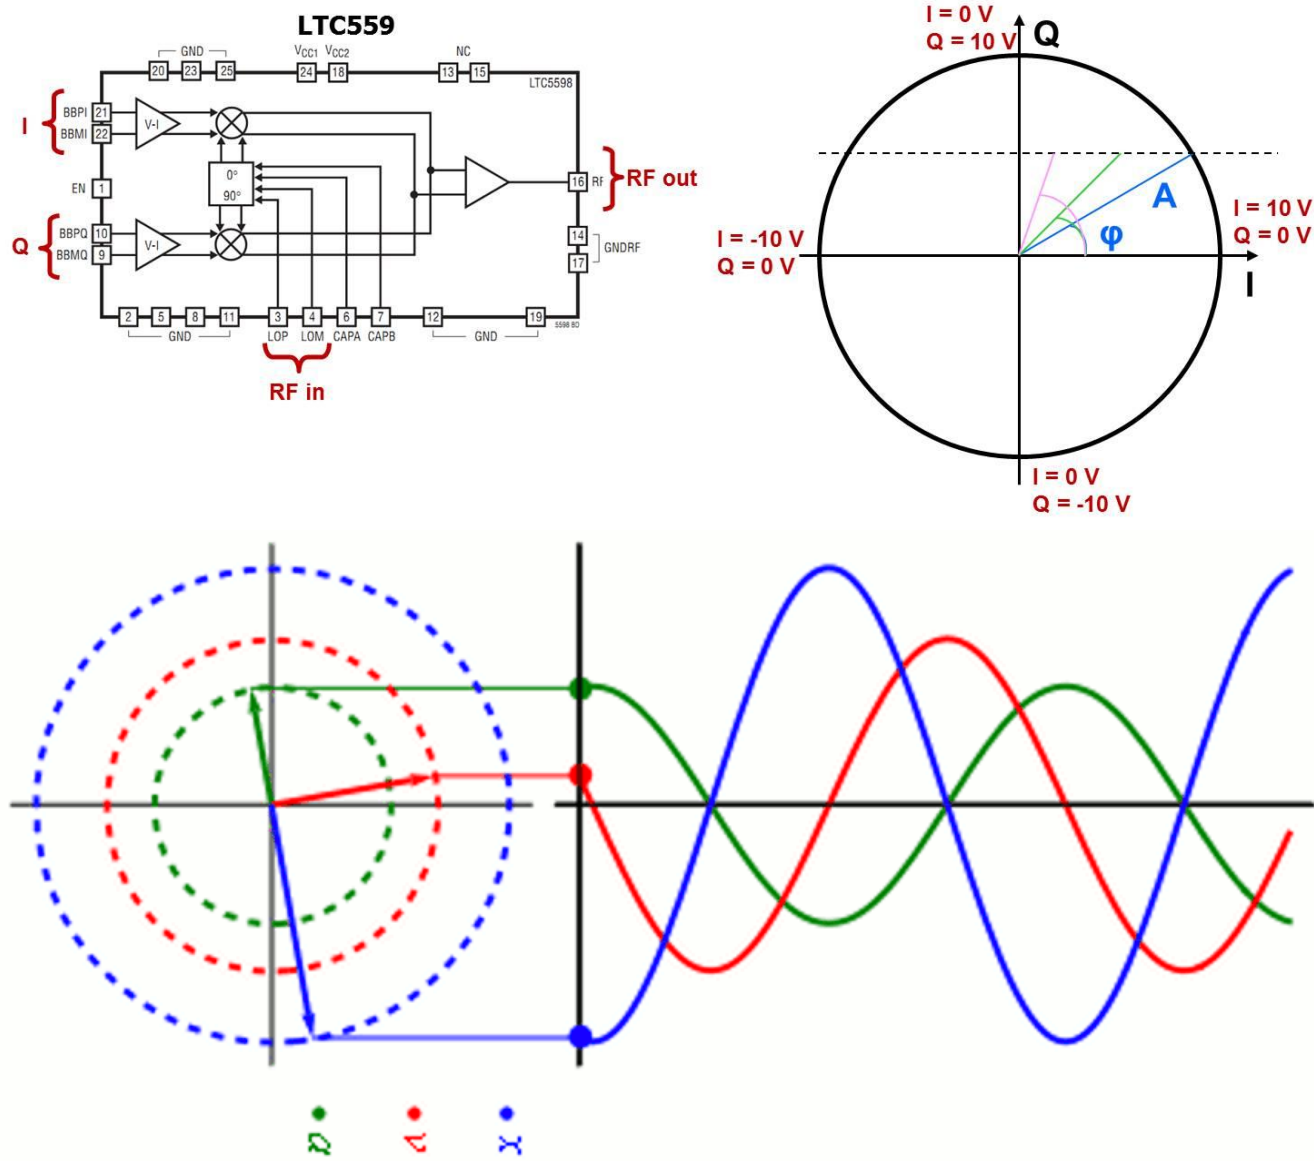 LTC559
GND
VCC1 VCC2
NC
20 23 25
24 18
13 15
LTC5598
I
BBPI 21
BBMI 22
V-I
EN 1
0°
90°
16 RF
RF out
Q
BBPQ 10
BBMQ 9
V-I
14
GNDRF
17
2 5 8 11
3 4 6 7
12 19
GND
LOP LOM CAPA CAPB
GND
5598 BD
RF in
I = 0 V
Q = 10 V
Q
A
φ
I = 10 V
Q = 0 V
I = -10 V
Q = 0 V
I
I = 0 V
Q = -10 V